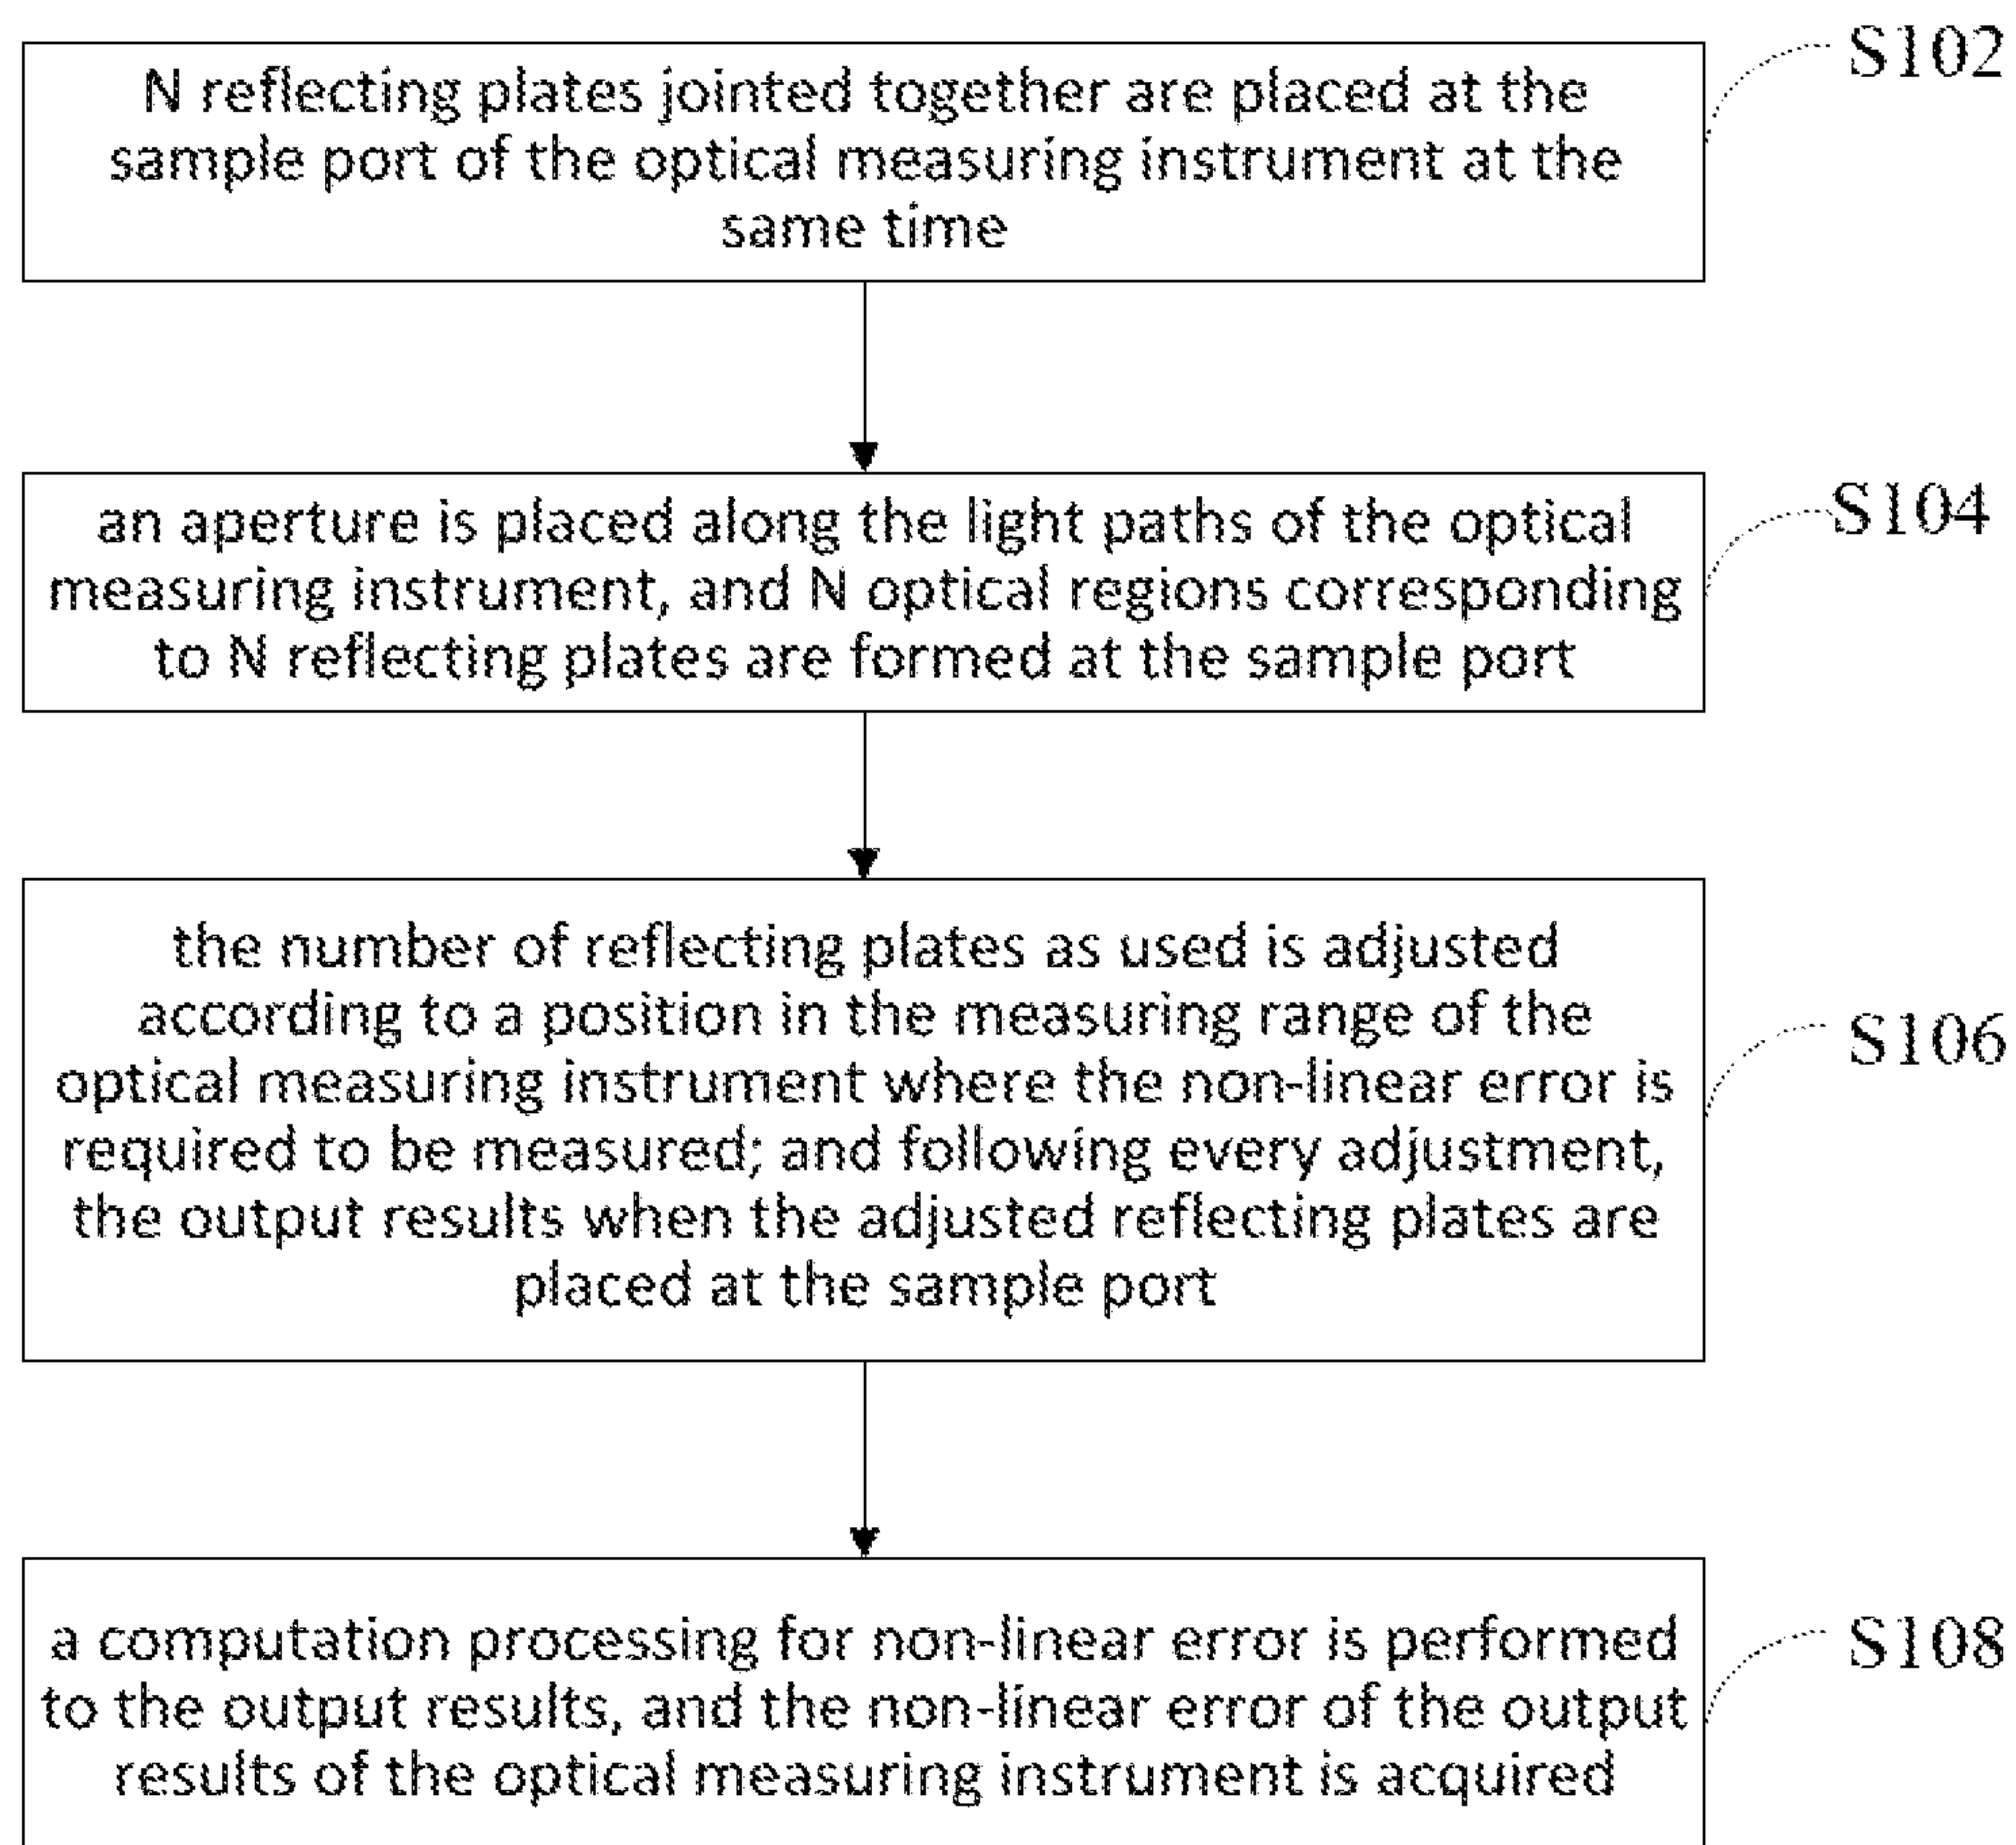 S102
N reflecting plates jointed together are placed at the
sample port of the optical measuring instrument at the
same time
S104
an aperture is placed along the light paths of the optical
measuring instrument, and N optical regions corresponding
to N reflecting plates are formed at the sample port
S106
the number of reflecting plates as used is adjusted
according to a position in the measuring range of the
optical measuring instrument where the non-linear error is
required to be measured; and following every adjustment,
the output results when the adjusted reflecting plates are
placed at the sample port
S108
a computation processing for non-linear error is performed
to the output results, and the non-linear error of the output
results of the optical measuring instrument is acquired